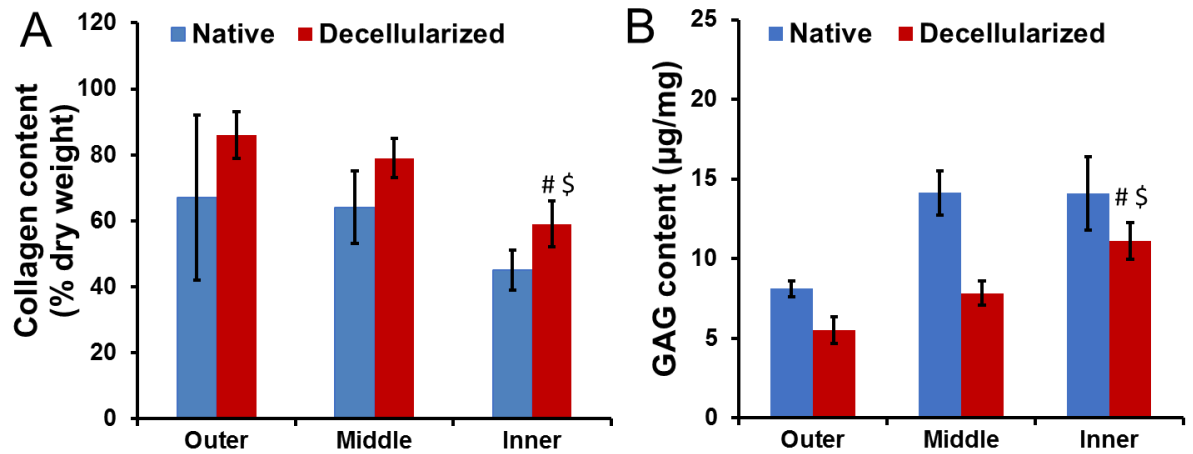 A
Native
Decellularized
Collagen content
(% dry weight)
120
100
80
60
40
20
0
# $
Outer
Middle
Inner
B
Native
Decellularized
GAG content (µg/mg)
25
20
15
10
5
0
# $
Outer
Middle
Inner